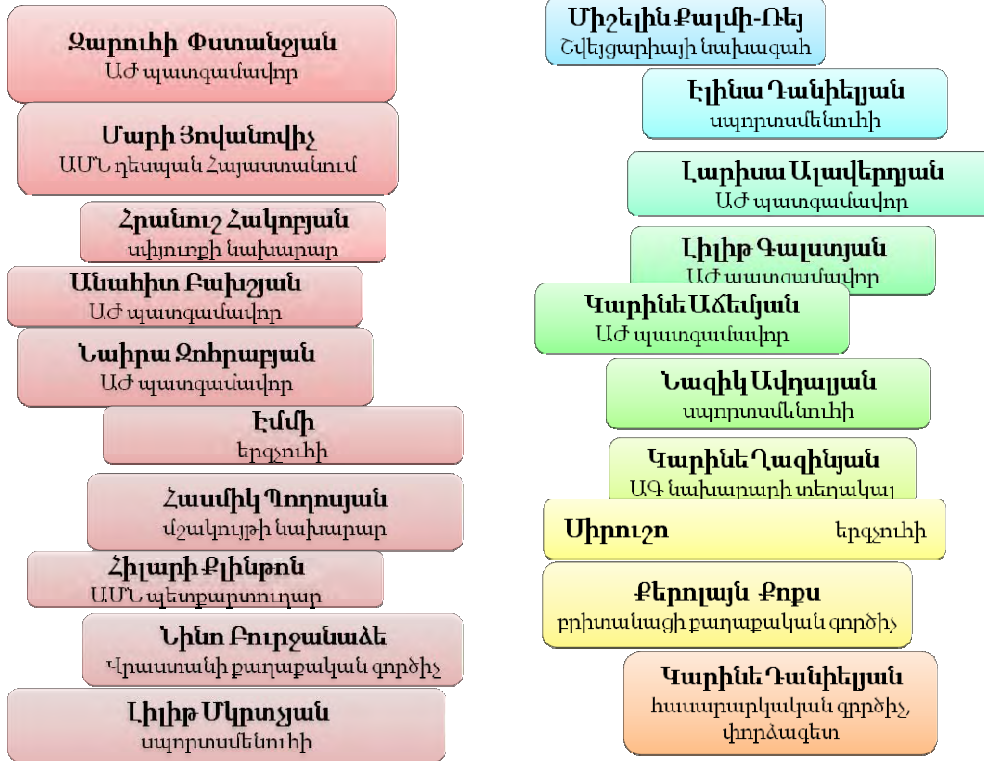 Զարուհի Փոստանջյան
ԱԺ պատգամավոր
Մարի Յովանովիչ
ԱՄՆ դեսպան Հայաստանում
Հրանուշ Հակոբյան
սփյուռքի նախարար
Անահիտ Բախշյան
ԱԺ պատգամավոր
Նաիրա Զոհրաբյան
ԱԺ պատգամավոր
Էմմի
երգչուհի
Հասմիկ Պողոսյան
մշակույթի նախարար
Հիլարի Քլինթոն
ԱՄՆ պետքարտուղար
Նինո Բուրջանաձե
Վրաստանի քաղաքական գործիչ
Լիլիթ Մկրտչյան
սպորտսմենուհի
Միշելին Քալմի-Ռեյ
Շվեյցարիայի նախագահ
Էլինա Դանիելյան
սպորտսմենուհի
Լարիսա Ալավերդյան
ԱԺ պատգամավոր
Լիլիթ Գալստյան
ԱԺ պատգամավոր
Կարինե Աճեմյան
ԱԺ պատգամավոր
Նազիկ Ավդալյան
սպորտսմենուհի
Կարինե Ղազինյան
ԱԳ նախարարի տեղակալ
Սիրուշո երգչուհի
Քերոլայն Քոքս
բրիտանացի քաղաքական գործիչ
Կարինե Դանիելյան
հասարարկական գործիչ,
փորձագետ